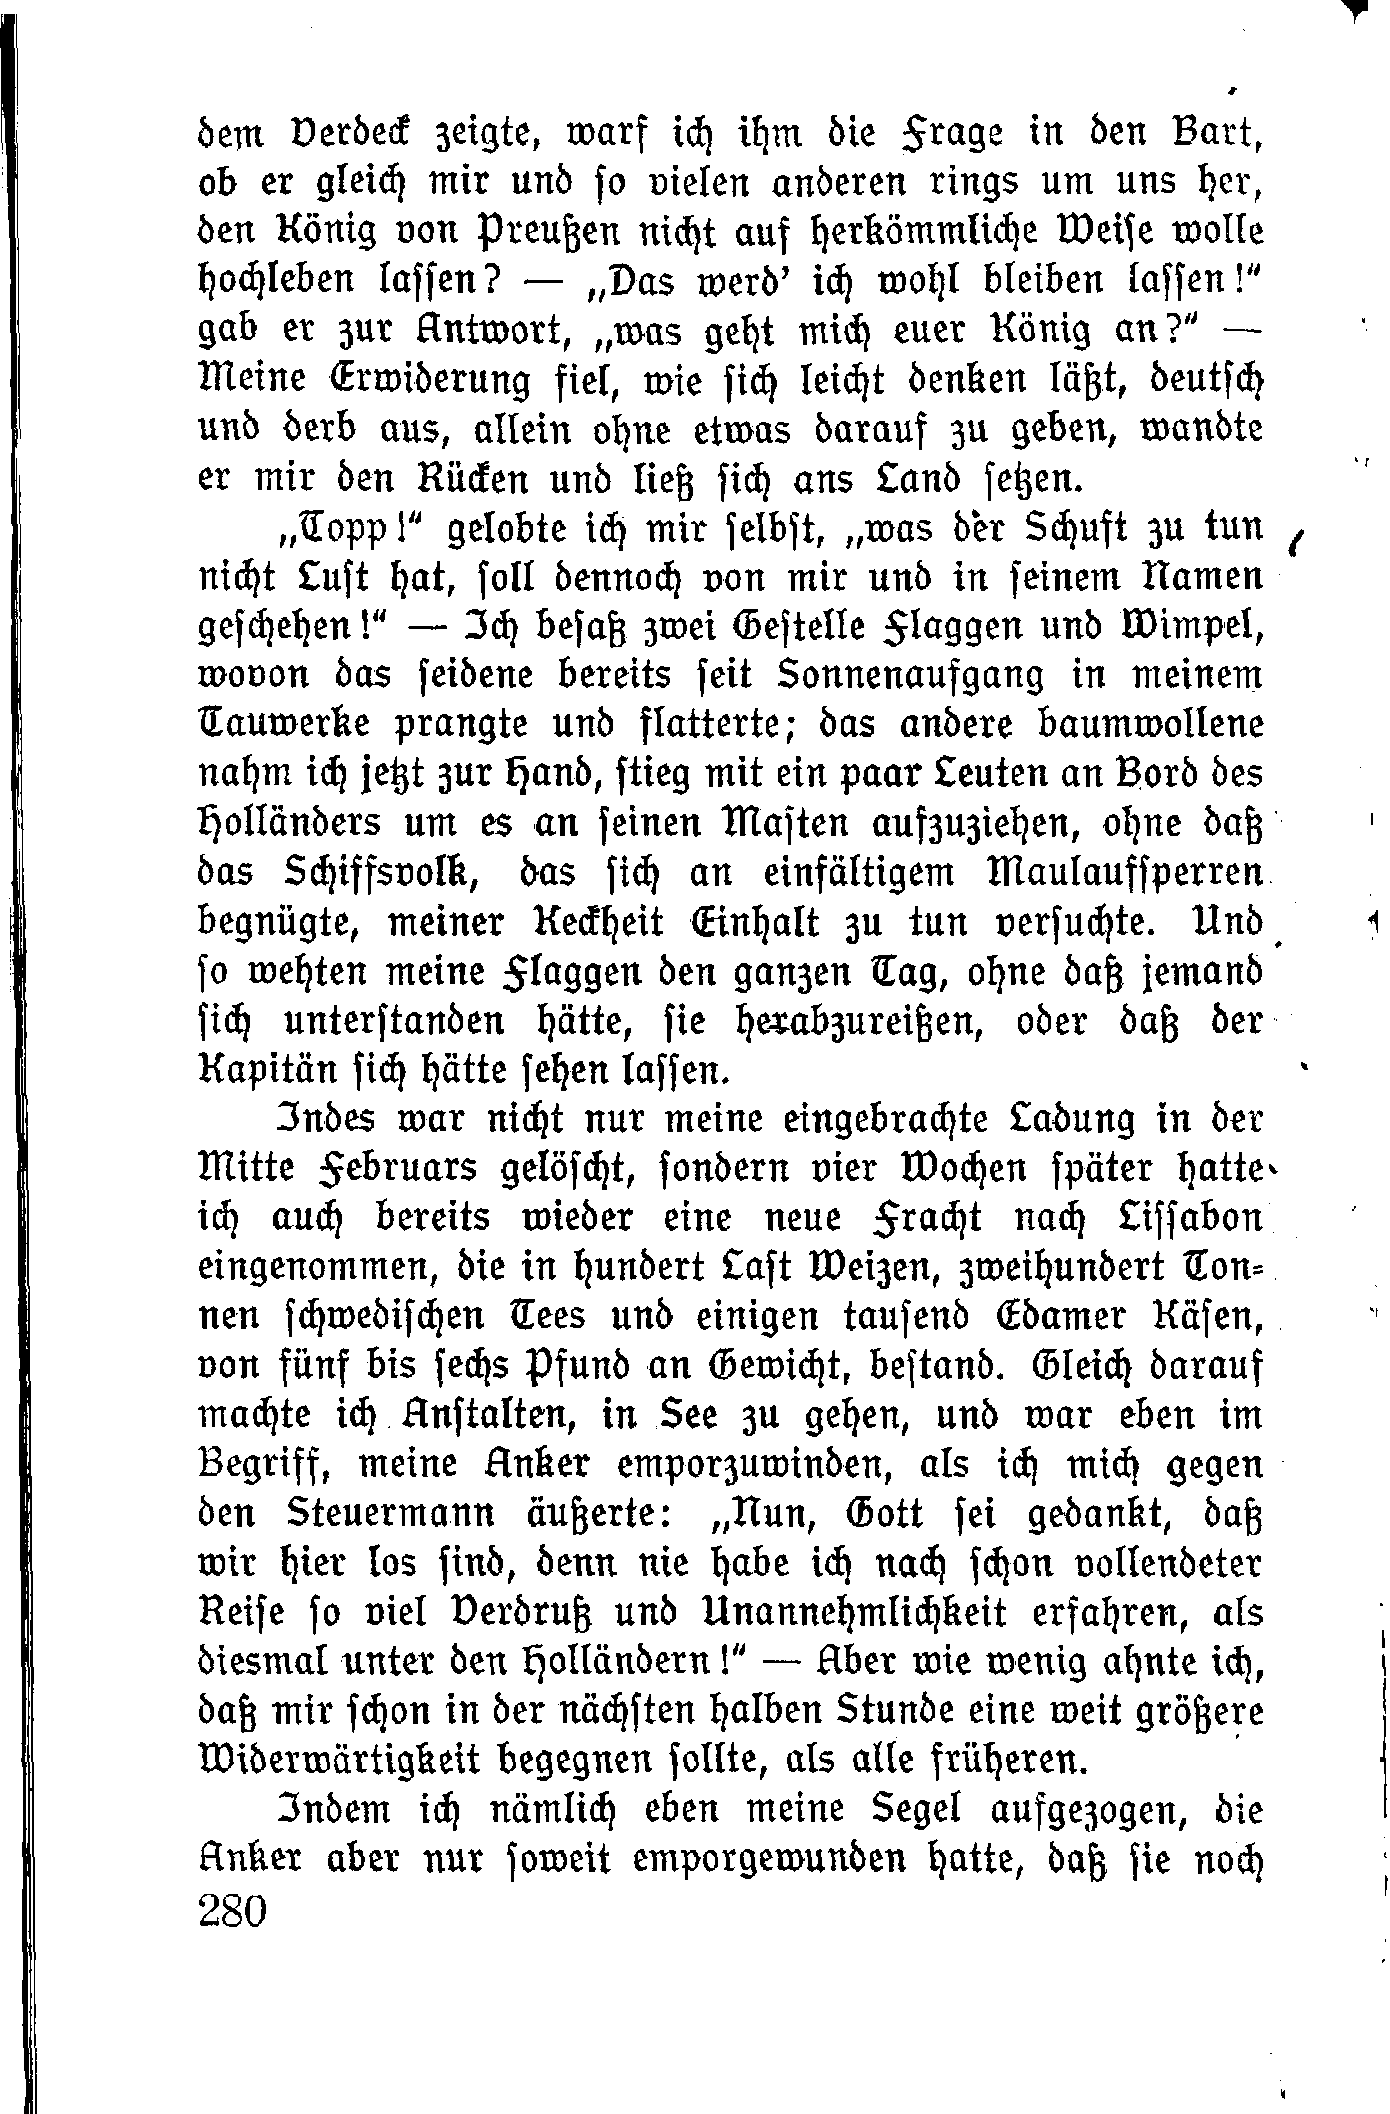 dem Verdeck zeigte, warf ich ihm die Frage in den Bart,
ob er gleich mir und so vielen anderen rings um uns her,
den König von Preußen nicht auf herkömmliche Weise wolle
hochleben lassen? — „Das werd’ ich wohl bleiben lassen!“
gab er zur Antwort, „was geht mich euer König an?“ —
Meine Erwiderung fiel, wie sich leicht denken läßt, deutsch
und derb aus, allein ohne etwas darauf zu geben, wandte
er mir den Rücken und ließ sich ans Land setzen.
„Topp!“ gelobte ich mir selbst, „was der Schuft zu tun
nicht Lust hat, soll dennoch von mir und in seinem Namen
geschehen!“ — Ich besaß zwei Gestelle Flaggen und Wimpel,
wovon das seidene bereits seit Sonnenaufgang in meinem
Tauwerke prangte und flatterte; das andere baumwollene
nahm ich jetzt zur Hand, stieg mit ein paar Leuten an Bord des
Holländers um es an seinen Masten aufzuziehen, ohne daß
das Schiffsvolk, das sich an einfältigem Maulaufsperren
begnügte, meiner Keckheit Einhalt zu tun versuchte. Und
so wehten meine Flaggen den ganzen Tag, ohne daß jemand
sich unterstanden hätte, sie herabzureißen, oder daß der
Kapitän sich hätte sehen lassen.
Indes war nicht nur meine eingebrachte Ladung in der
Mitte Februars gelöscht, sondern vier Wochen später hatte
ich auch bereits wieder eine neue Fracht nach Lissabon
eingenommen, die in hundert Last Weizen, zweihundert Ton-
nen schwedischen Tees und einigen tausend Edamer Käsen,
von fünf bis sechs Pfund an Gewicht, bestand. Gleich darauf
machte ich Anstalten, in See zu gehen, und war eben im
Begriff, meine Anker emporzuwinden, als ich mich gegen
den Steuermann äußerte: „Nun, Gott sei gedankt, daß
wir hier los sind, denn nie habe ich nach schon vollendeter
Reise so viel Verdruß und Unannehmlichkeit erfahren, als
diesmal unter den Holländern!“ — Aber wie wenig ahnte ich,
daß mir schon in der nächsten halben Stunde eine weit größere
Widerwärtigkeit begegnen sollte, als alle früheren.
Indem ich nämlich eben meine Segel aufgezogen, die
Anker aber nur soweit emporgewunden hatte, daß sie noch
280